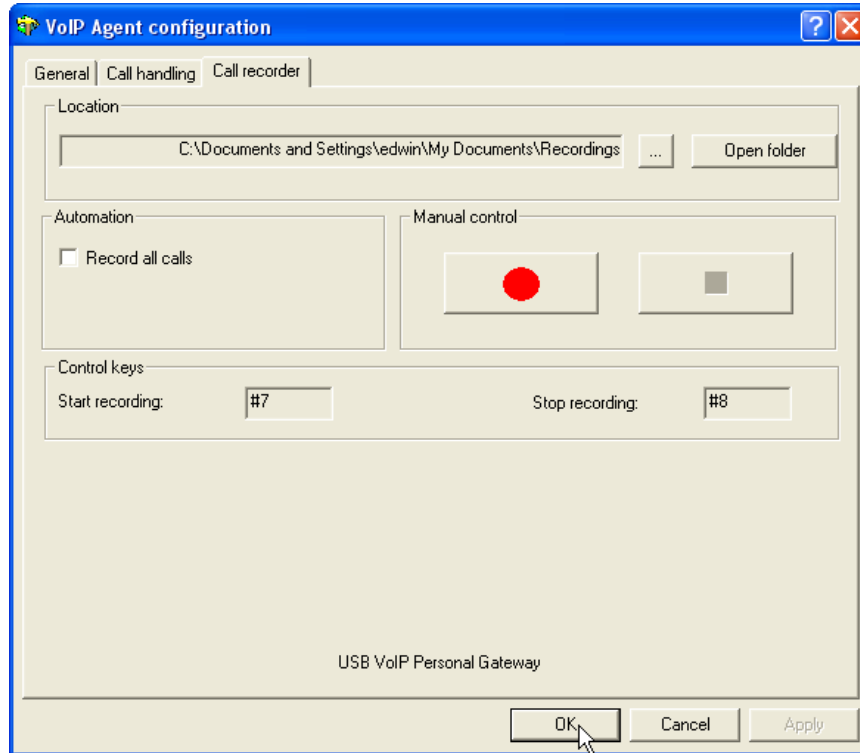 VoIP Agent configuration
General Call handling Call recorder
Location
C:\Documents and Settings\edwin\My Documents\Recordings ... Open folder
Automation Manual control
Record all calls
Control keys
Start recording: #7 Stop recording: #8
USB VoIP Personal Gateway
OK Cancel Apply